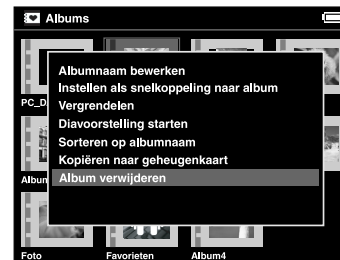 Albums
Albumnaam bewerken
Instellen als snelkoppeling naar album
Vergrendelen
Diavoorstelling starten
Sorteren op albumnaam
Kopiëren naar geheugenkaart
Album verwijderen
PC_D
Album
Foto Favorieten Album4